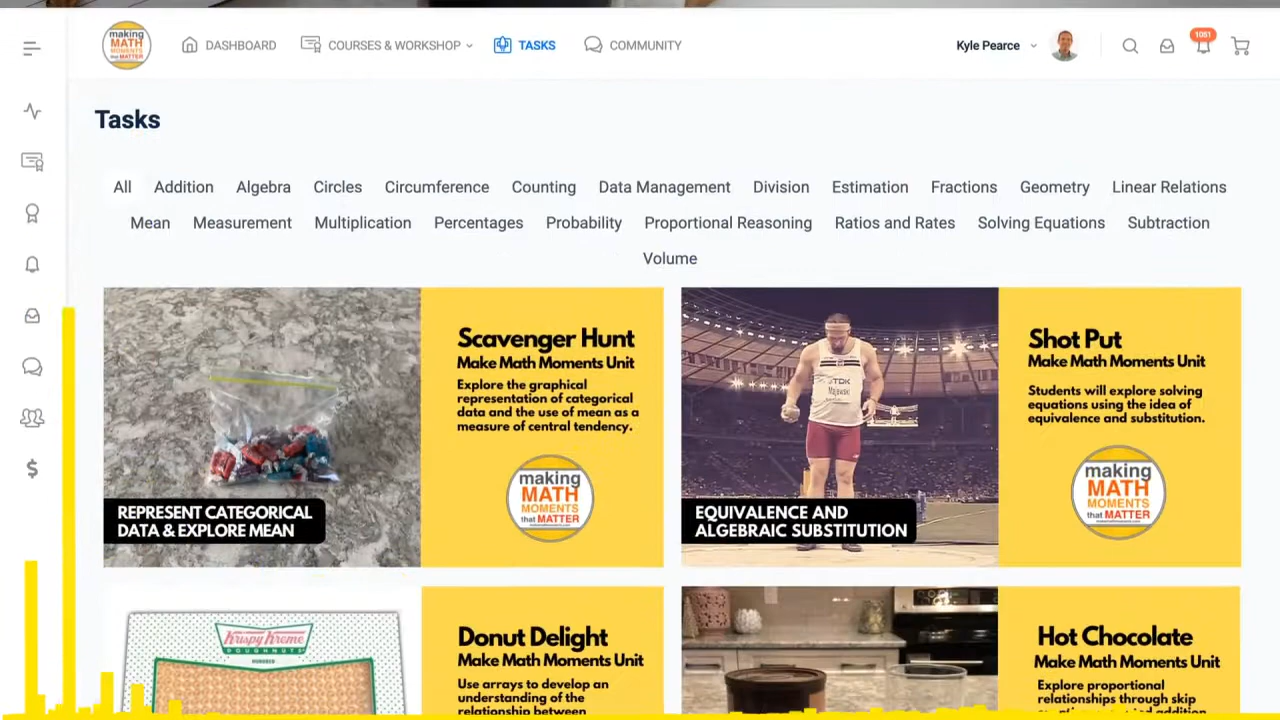 making
MATH
MOMENTS
that MATTER
DASHBOARD
COURSES & WORKSHOP
TASKS
COMMUNITY
Kyle Pearce
1051
Tasks
All Addition Algebra Circles Circumference Counting Data Management Division Estimation Fractions Geometry Linear Relations
Mean Measurement Multiplication Percentages Probability Proportional Reasoning Ratios and Rates Solving Equations Subtraction
Volume
REPRESENT CATEGORICAL
DATA & EXPLORE MEAN
Scavenger Hunt
Make Math Moments Unit
Explore the graphical
representation of categorical
data and the use of mean as a
measure of central tendency.
making
MATH
MOMENTS
that MATTER
TDK
Majewski
EQUIVALENCE AND
ALGEBRAIC SUBSTITUTION
Shot Put
Make Math Moments Unit
Students will explore solving
equations using the idea of
equivalence and substitution.
making
MATH
MOMENTS
that MATTER
Krispy Kreme
DOUGHNUTS
Donut Delight
Make Math Moments Unit
Use arrays to develop an
understanding of the
relationship between
Hot Chocolate
Make Math Moments Unit
Explore proportional
relationships through skip